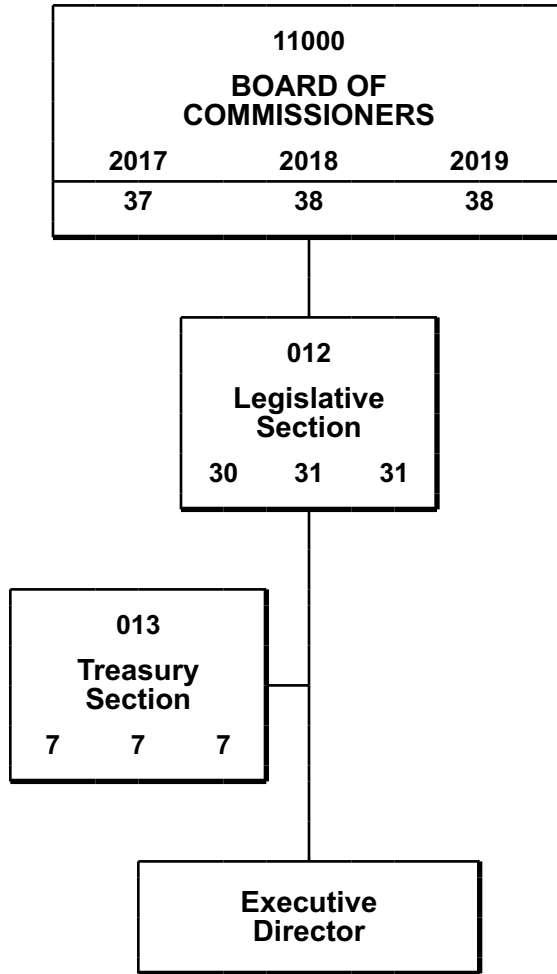 11000
BOARD OF
COMMISSIONERS
2017 2018 2019
37 38 38
012
Legislative
Section
30 31 31
013
Treasury
Section
7 7 7
Executive
Director